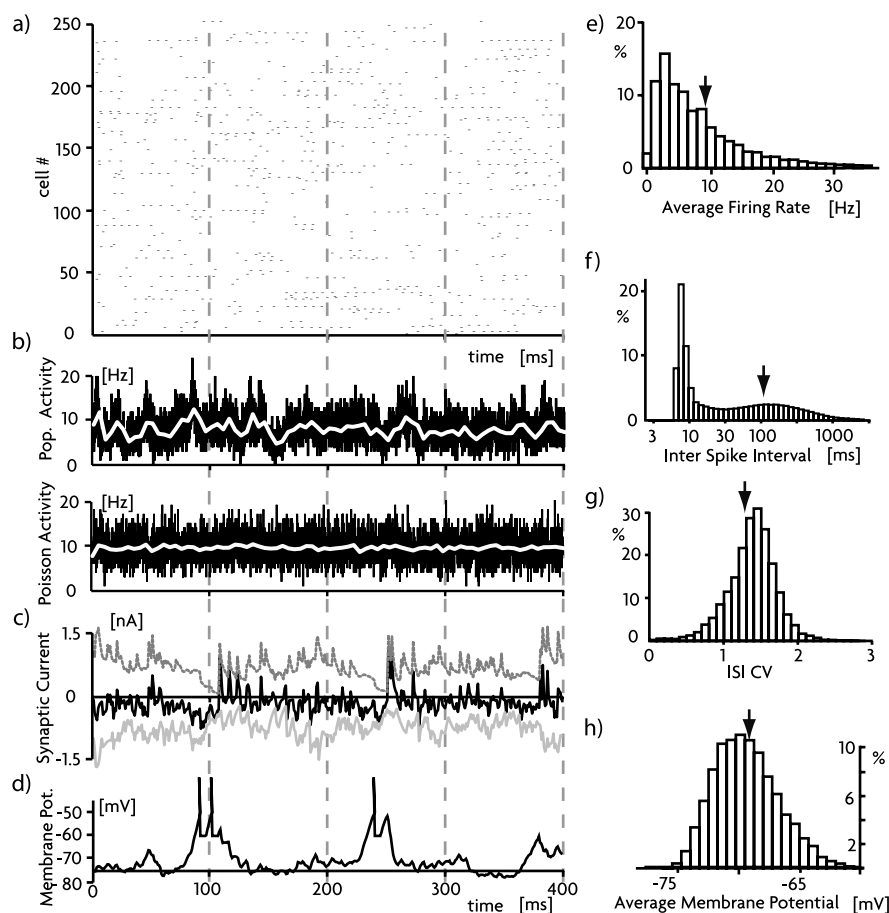 a)
250
200
150
100
50
0
cell #
time [ms]
b)
[Hz]
20
10
0
Pop. Activity
[Hz]
20
10
0
Poisson Activity
c)
[nA]
1.5
0
-1.5
Synaptic Current
d)
[mV]
-50
-60
-70
80
Membrane Pot.
0
100
200
300
400
time [ms]
e)
20
%
10
0
0
10
20
30
Average Firing Rate [Hz]
f)
20
%
10
0
3
10
30
100
1000
Inter Spike Interval [ms]
g)
30
%
20
30
0
0
1
2
3
ISI CV
h)
10
%
6
2
-75
-65
Average Membrane Potential [mV]